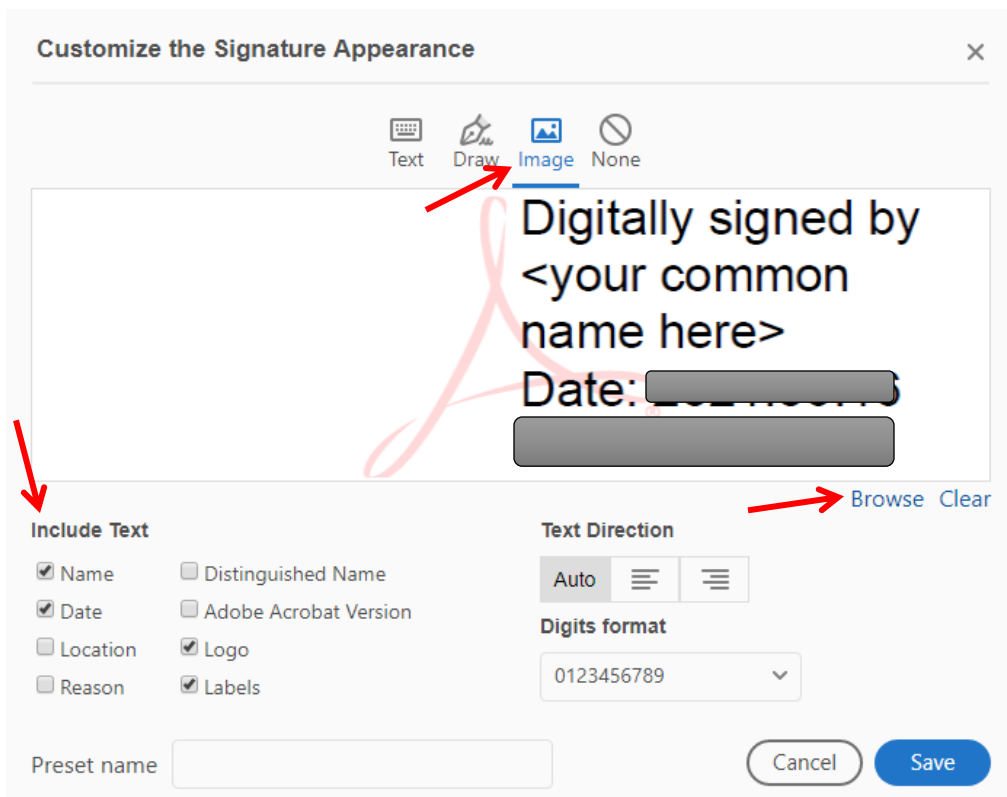 Customize the Signature Appearance
Text Draw Image None
Digitally signed by
<your common
name here>
Date:
Browse Clear
Include Text
Name Distinguished Name
Date Adobe Acrobat Version
Location Logo
Reason Labels
Text Direction
Auto
Digits format
0123456789
Preset name
Cancel Save